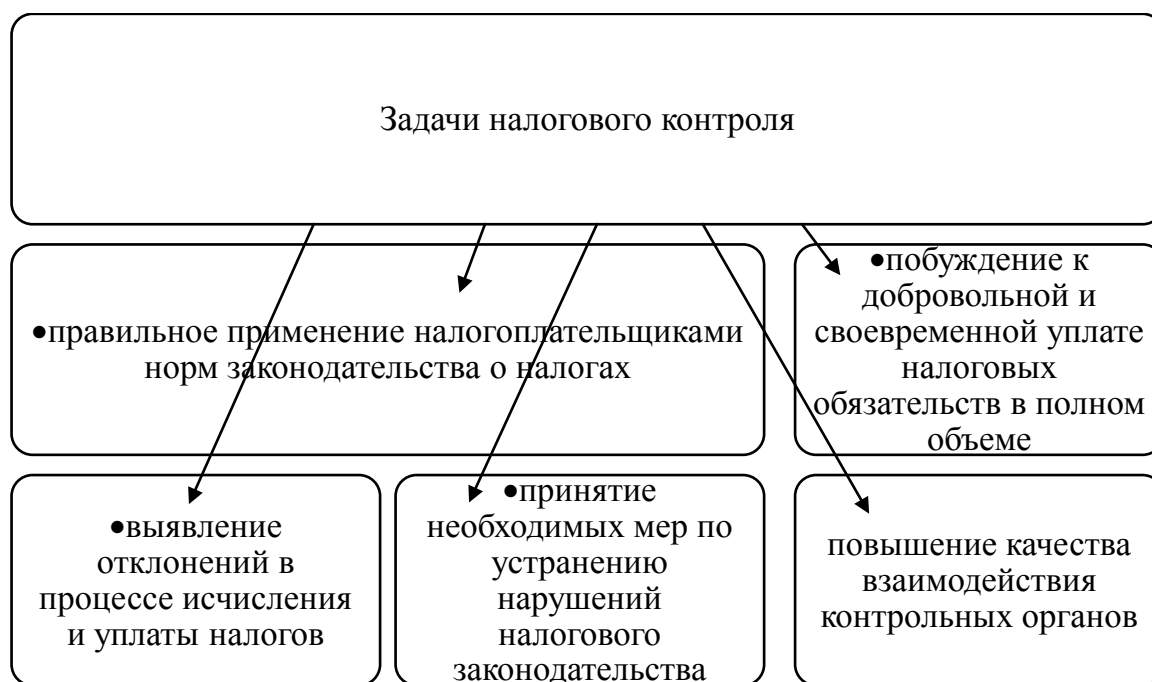 Задачи налогового контроля
•правильное применение налогоплательщиками
норм законодательства о налогах
•побуждение к
добровольной и
своевременной уплате
налоговых
обязательств в полном
объеме
•выявление
отклонений в
процессе исчисления
и уплаты налогов
•принятие
необходимых мер по
устранению
нарушений
налогового
законодательства
повышение качества
взаимодействия
контрольных органов